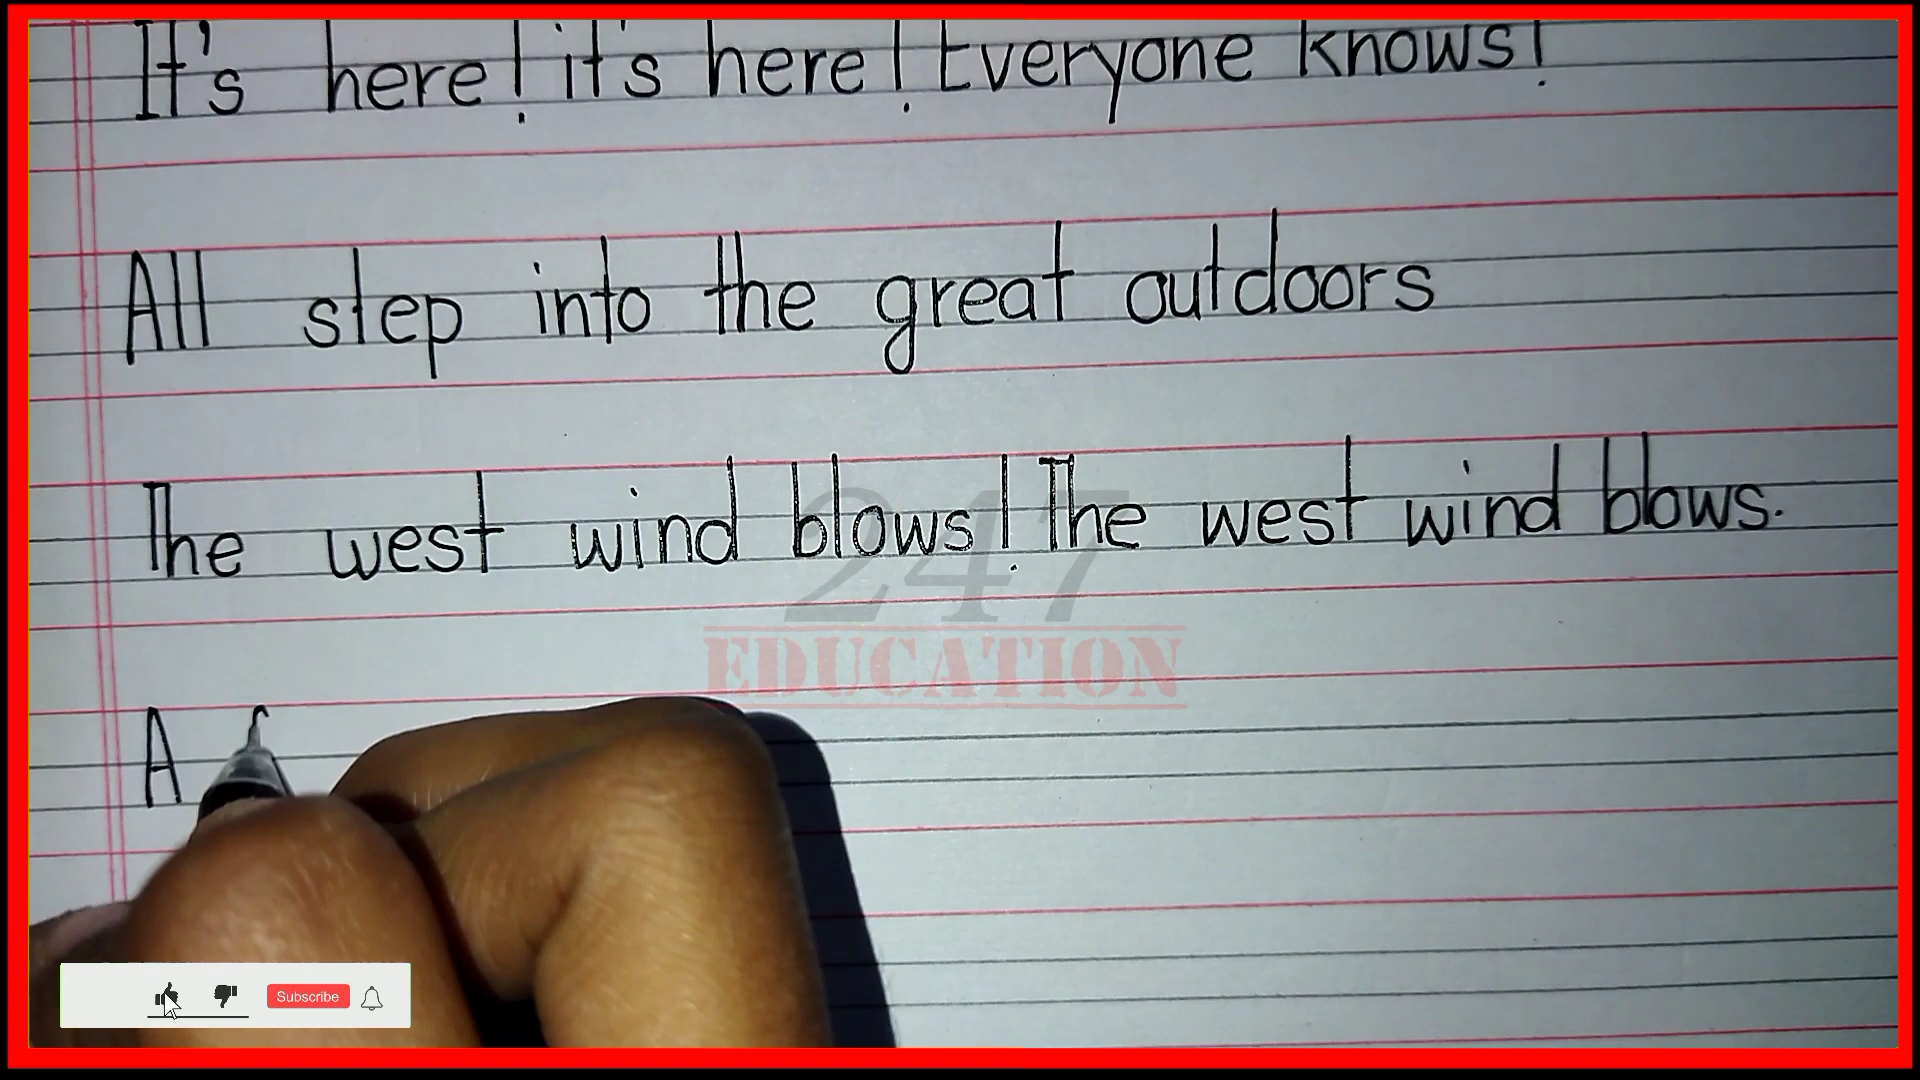 It's here! it's here! Everyone knows!
All step into the great outdoors
The west wind blows! The west wind blows.
247
EDUCATION
A
Subscribe